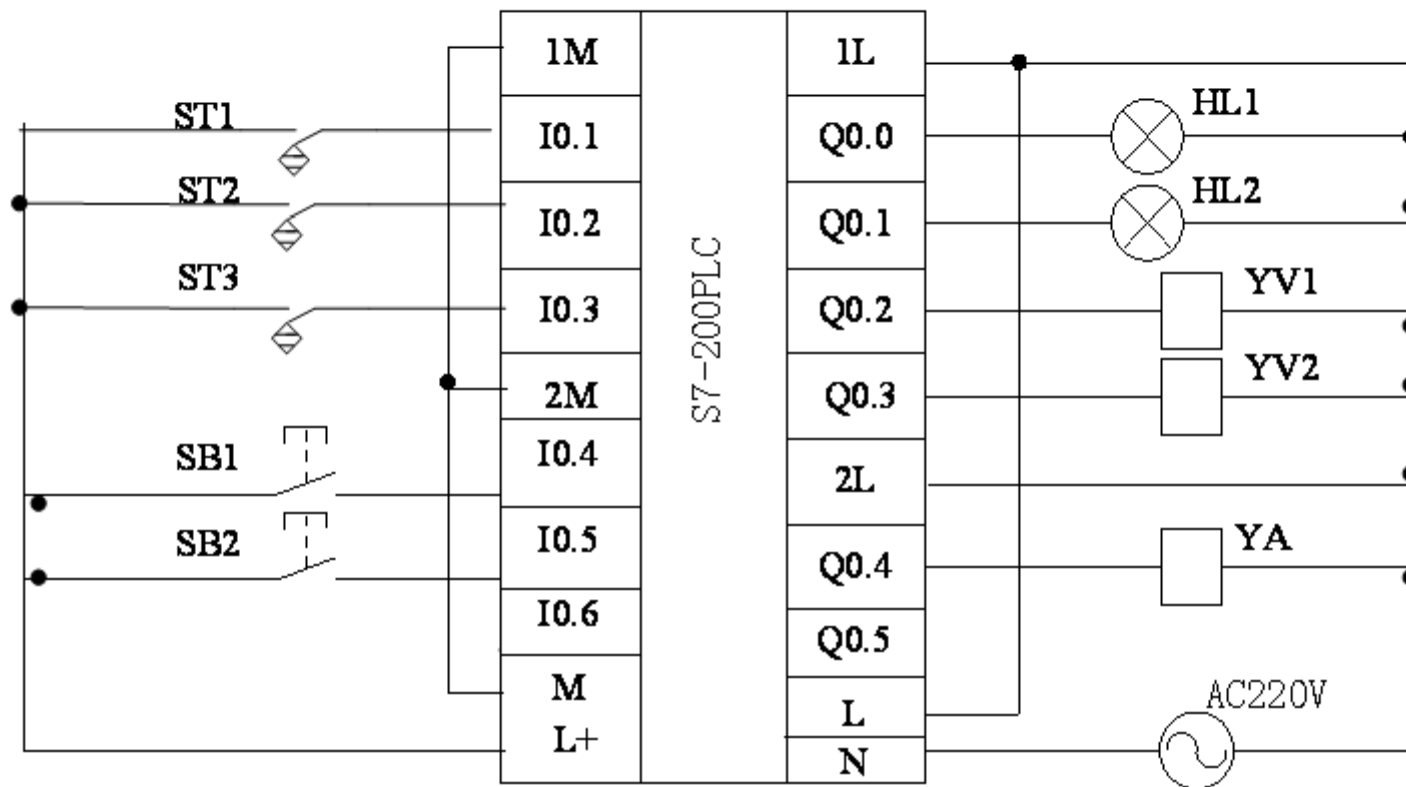 1M
1L
ST1
I0.1
Q0.0
HL1
ST2
I0.2
Q0.1
HL2
ST3
I0.3
Q0.2
YV1
2M
Q0.3
YV2
SB1
I0.4
2L
SB2
I0.5
Q0.4
YA
I0.6
Q0.5
M
L
AC220V
L+
N
S7-200PLC